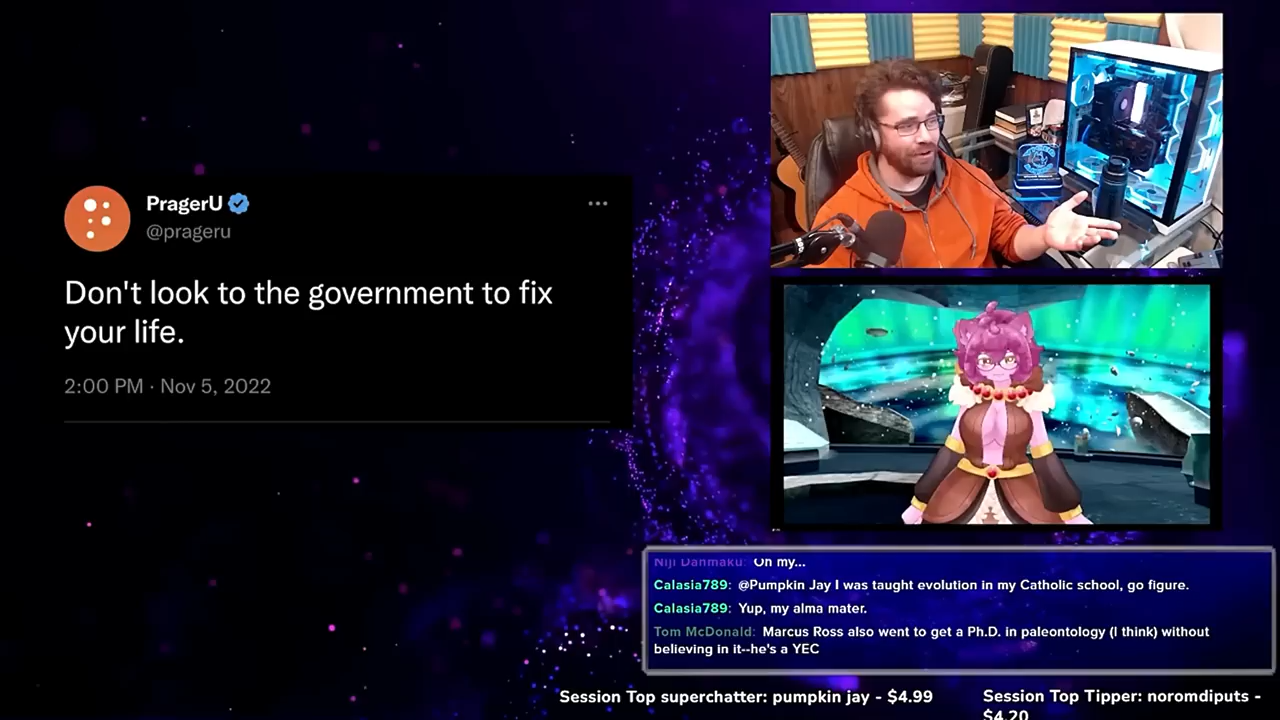 PragerU
@prageru
Don't look to the government to fix
your life.
2:00 PM · Nov 5, 2022
Niji Danmaku: Oh my...
Calasia789: @Pumpkin Jay I was taught evolution in my Catholic school, go figure.
Calasia789: Yup, my alma mater.
Tom McDonald: Marcus Ross also went to get a Ph.D. in paleontology (I think) without
believing in it--he's a YEC
Session Top superchatter: pumpkin jay - $4.99
Session Top Tipper: noromdiputs -
$4.20